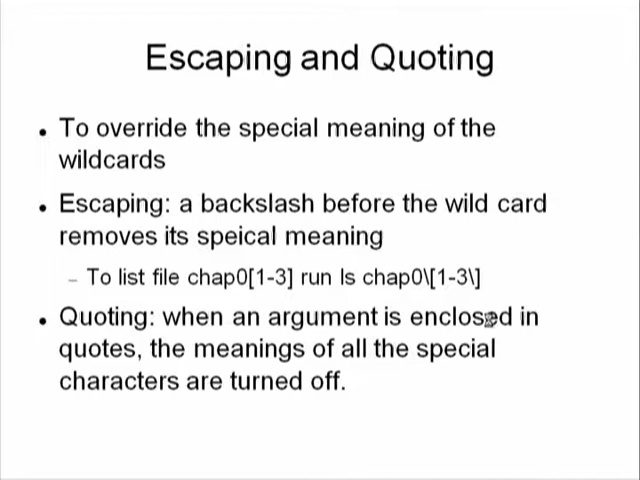 Escaping and Quoting
• To override the special meaning of the
wildcards
• Escaping: a backslash before the wild card
removes its speical meaning
– To list file chap0[1-3] run ls chap0\[1-3\]
• Quoting: when an argument is enclosed in
quotes, the meanings of all the special
characters are turned off.